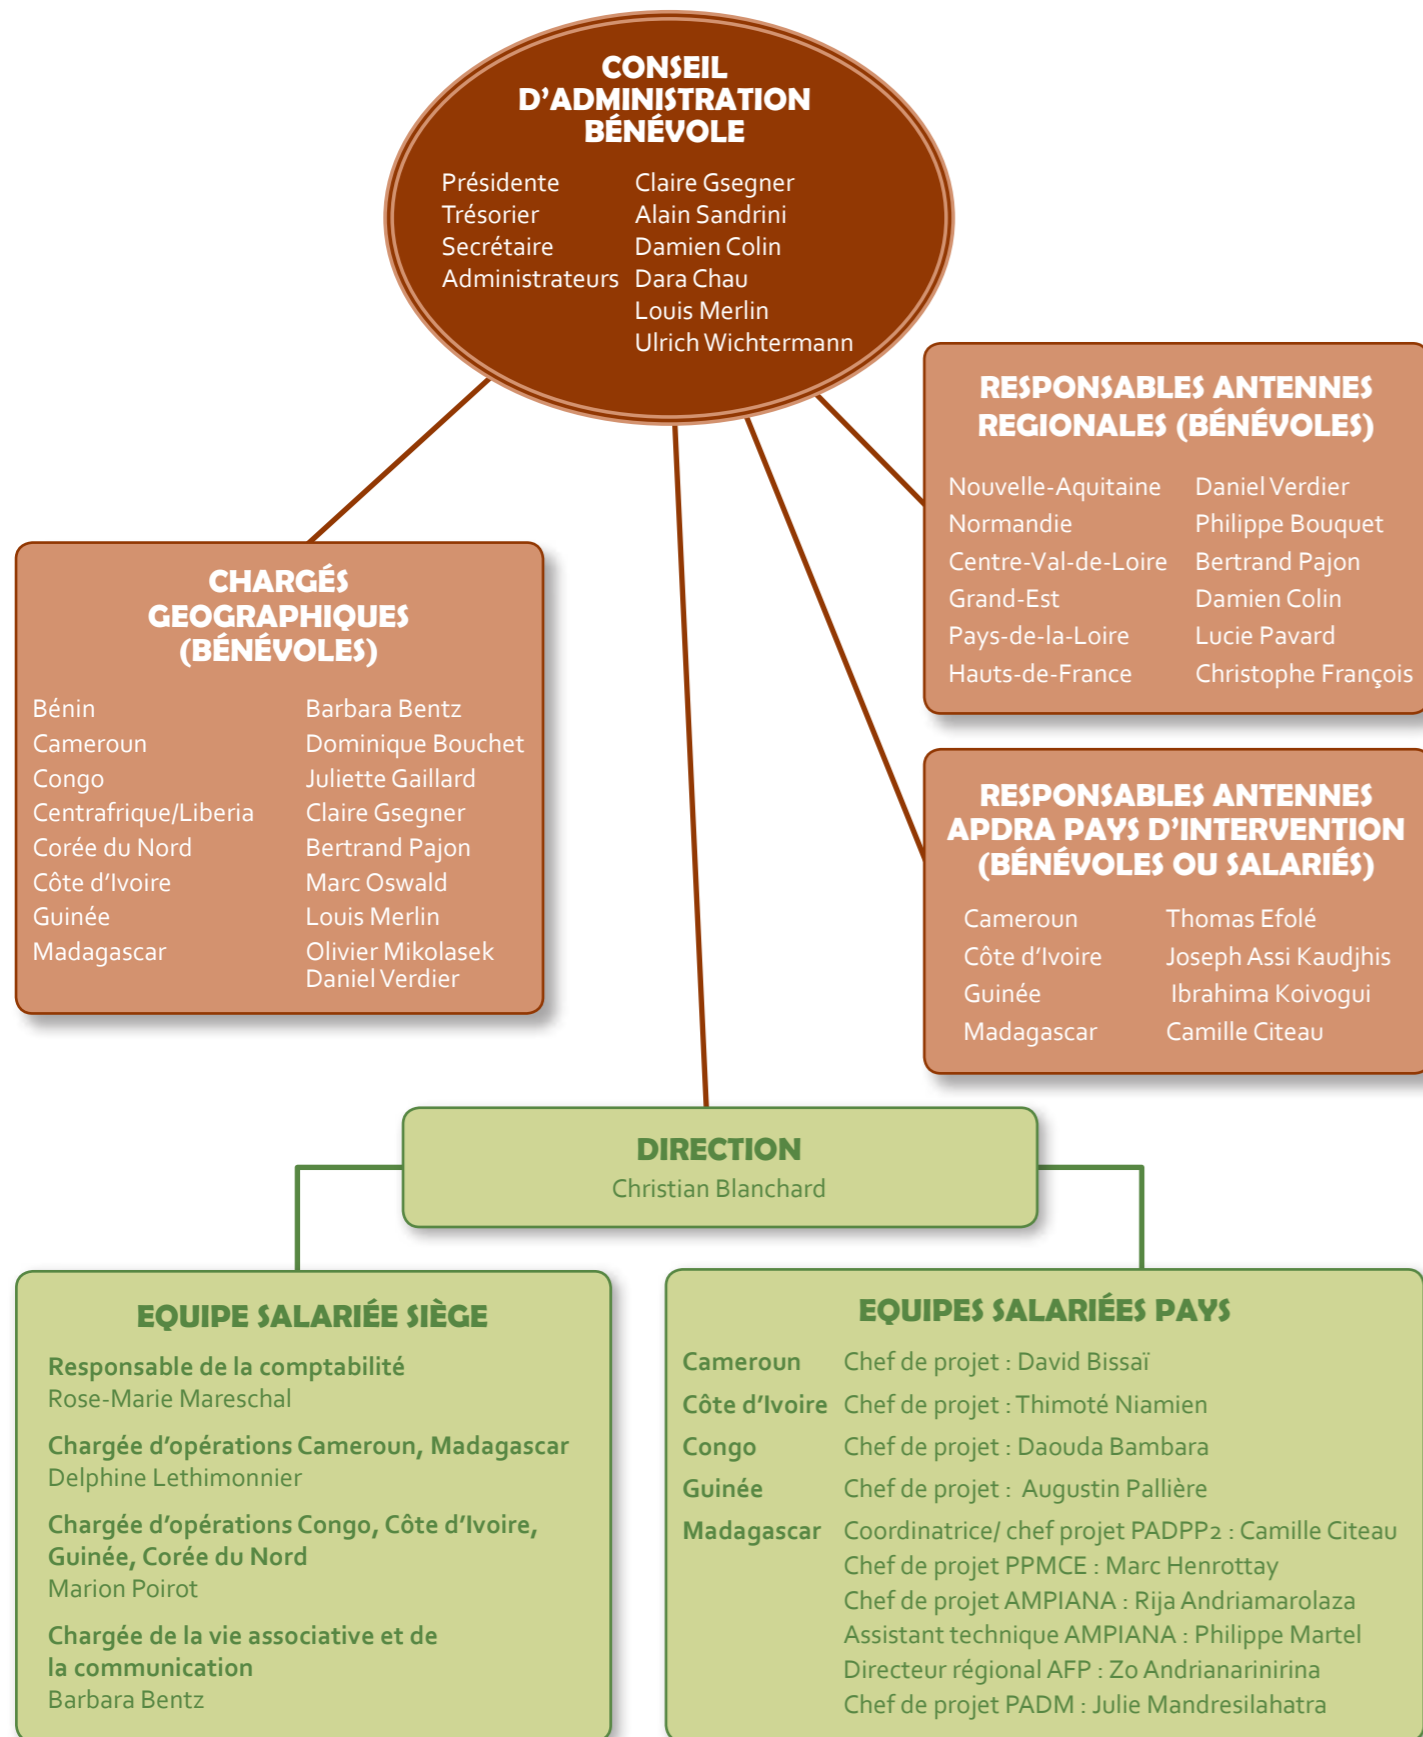 CONSEIL
D’ADMINISTRATION
BÉNÉVOLE
Présidente Claire Gsegner
Trésorier Alain Sandrini
Secrétaire Damien Colin
Administrateurs Dara Chau
Louis Merlin
Ulrich Wichtermann
RESPONSABLES ANTENNES
REGIONALES (BÉNÉVOLES)
Nouvelle-Aquitaine Daniel Verdier
Normandie Philippe Bouquet
Centre-Val-de-Loire Bertrand Pajon
Grand-Est Damien Colin
Pays-de-la-Loire Lucie Pavard
Hauts-de-France Christophe François
CHARGÉS
GEOGRAPHIQUES
(BÉNÉVOLES)
Bénin Barbara Bentz
Cameroun Dominique Bouchet
Congo Juliette Gaillard
Centrafrique/Liberia Claire Gsegner
Corée du Nord Bertrand Pajon
Côte d’Ivoire Marc Oswald
Guinée Louis Merlin
Madagascar Olivier Mikolasek
Daniel Verdier
RESPONSABLES ANTENNES
APDRA PAYS D’INTERVENTION
(BÉNÉVOLES OU SALARIÉS)
Cameroun Thomas Efolé
Côte d’Ivoire Joseph Assi Kaudjhis
Guinée Ibrahima Koivogui
Madagascar Camille Citeau
DIRECTION
Christian Blanchard
EQUIPE SALARIÉE SIÈGE
Responsable de la comptabilité
Rose-Marie Mareschal
Chargée d’opérations Cameroun, Madagascar
Delphine Lethimonnier
Chargée d’opérations Congo, Côte d’Ivoire,
Guinée, Corée du Nord
Marion Poirot
Chargée de la vie associative et de
la communication
Barbara Bentz
EQUIPES SALARIÉES PAYS
Cameroun Chef de projet : David Bissaï
Côte d’Ivoire Chef de projet : Thimoté Niamien
Congo Chef de projet : Daouda Bambara
Guinée Chef de projet : Augustin Pallière
Madagascar Coordinatrice/ chef projet PADPP2 : Camille Citeau
Chef de projet PPMCE : Marc Henrottay
Chef de projet AMPIANA : Rija Andriamarolaza
Assistant technique AMPIANA : Philippe Martel
Directeur régional AFP : Zo Andrianarinirina
Chef de projet PADM : Julie Mandresilahatra